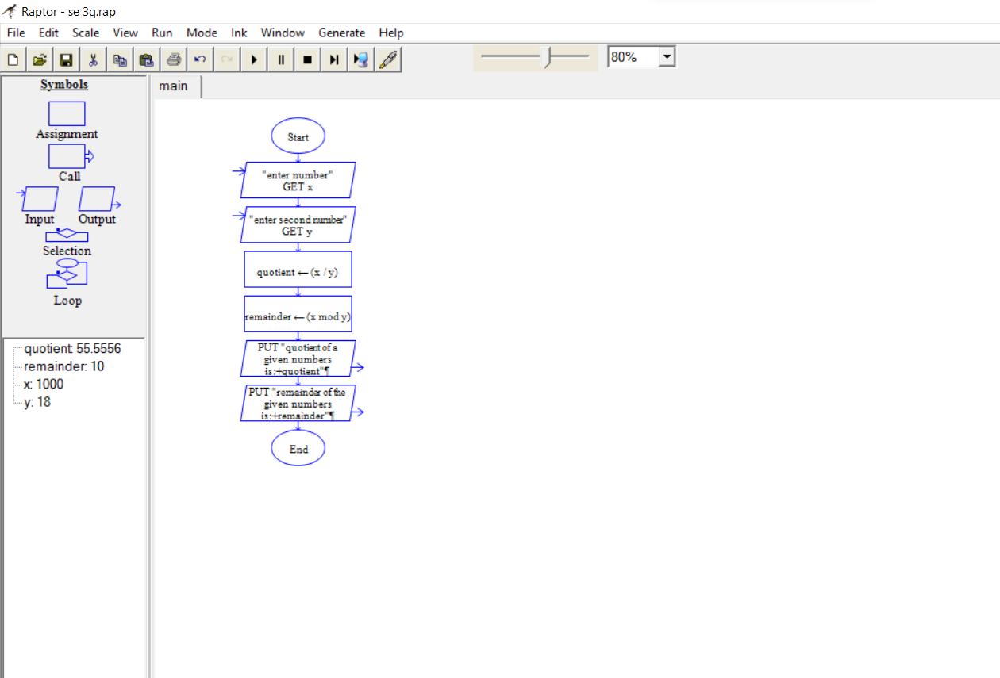 Raptor - se 3q.rap
File Edit Scale View Run Mode Ink Window Generate Help
80%
Symbols
Assignment
Call
Input Output
Selection
Loop
quotient: 55.5556
remainder: 10
x: 1000
y: 18
main
Start
"enter number"
GET x
"enter second number"
GET y
quotient ← (x / y)
remainder ← (x mod y)
PUT "quotient of a
given numbers
is:+quotient"¶
PUT "remainder of the
given numbers
is:+remainder"¶
End